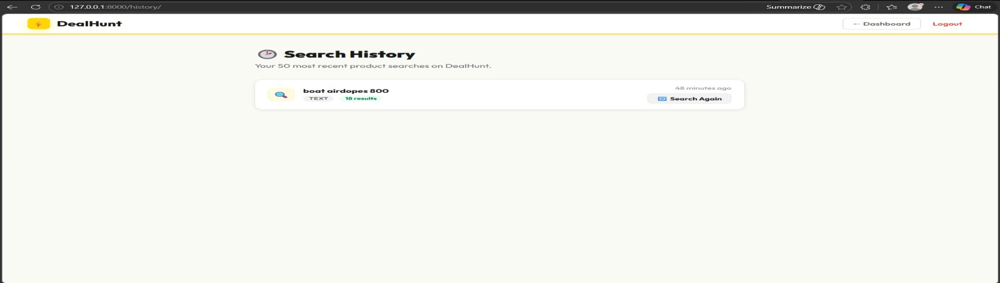 127.0.0.1:8000/history/ Summarize Chat
DealHunt ← Dashboard Logout
Search History
Your 50 most recent product searches on DealHunt.
boat airdopes 800 48 minutes ago
TEXT 18 results Search Again